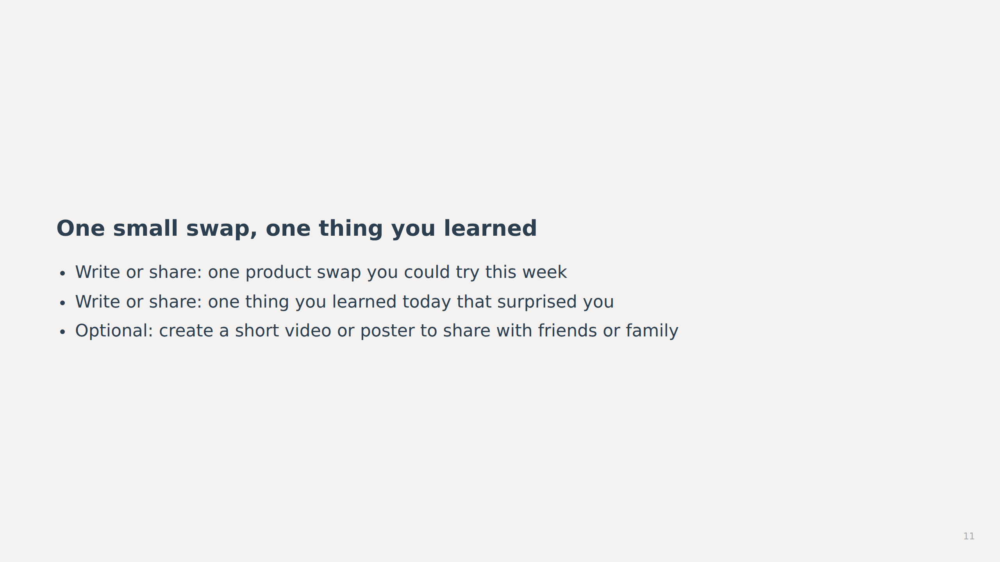 One small swap, one thing you learned
• Write or share: one product swap you could try this week
• Write or share: one thing you learned today that surprised you
• Optional: create a short video or poster to share with friends or family
11